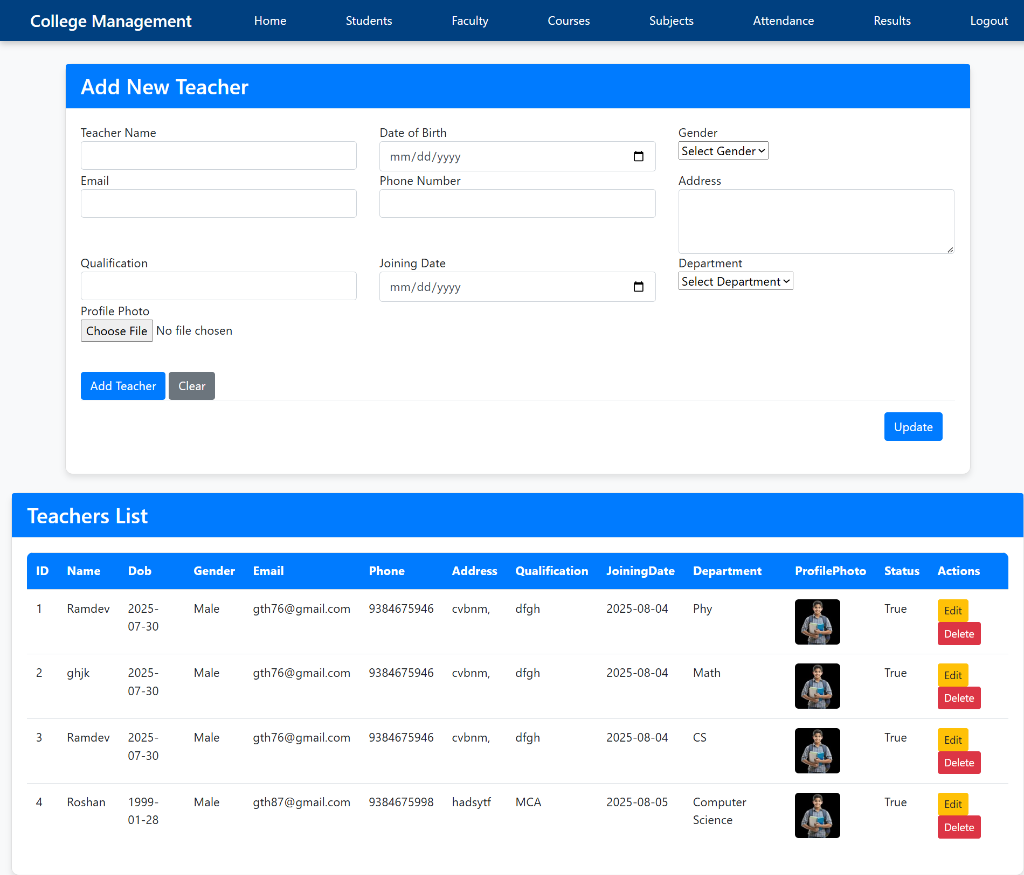 College Management Home Students Faculty Courses Subjects Attendance Results Logout
Add New Teacher
Teacher Name Date of Birth Gender
mm/dd/yyyy Select Gender
Email Phone Number Address
Qualification Joining Date Department
mm/dd/yyyy Select Department
Profile Photo
Choose File No file chosen
Add Teacher Clear
Update
Teachers List
ID Name Dob Gender Email Phone Address Qualification JoiningDate Department ProfilePhoto Status Actions
1 Ramdev 2025- Male gth76@gmail.com 9384675946 cvbnm, dfgh 2025-08-04 Phy True Edit
07-30 Delete
2 ghjk 2025- Male gth76@gmail.com 9384675946 cvbnm, dfgh 2025-08-04 Math True Edit
07-30 Delete
3 Ramdev 2025- Male gth76@gmail.com 9384675946 cvbnm, dfgh 2025-08-04 CS True Edit
07-30 Delete
4 Roshan 1999- Male gth87@gmail.com 9384675998 hadsytf MCA 2025-08-05 Computer True Edit
01-28 Science Delete